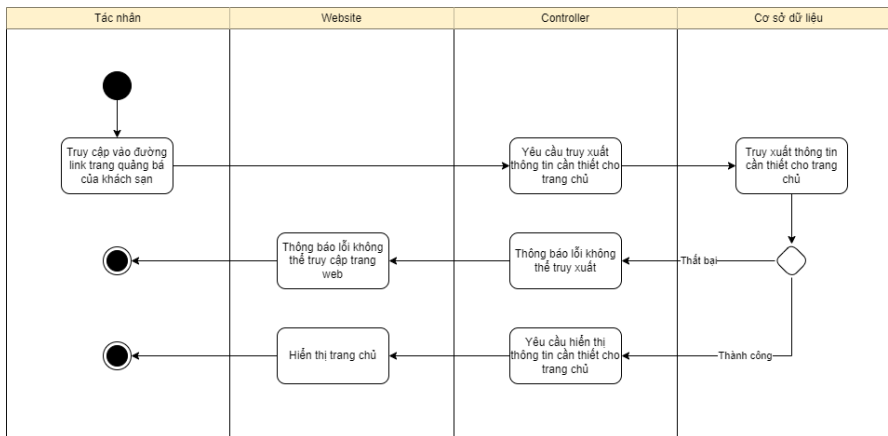 Tác nhân
Website
Controller
Cơ sở dữ liệu
Truy cập vào đường
link trang quảng bá
của khách sạn
Yêu cầu truy xuất
thông tin cần thiết cho
trang chủ
Truy xuất thông tin
cần thiết cho trang
chủ
Thông báo lỗi không
thể truy cập trang
web
Thông báo lỗi không
thể truy xuất
Thất bại
Hiển thị trang chủ
Yêu cầu hiển thị
thông tin cần thiết cho
trang chủ
Thành công